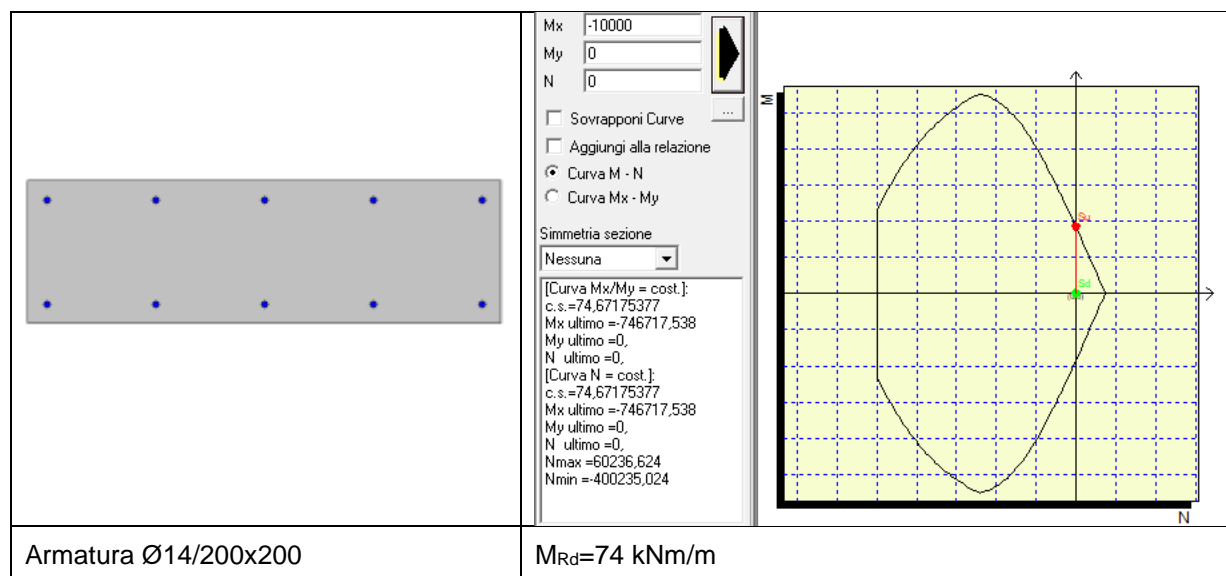 Mx -10000
My 0
N 0
...
Sovrapponi Curve
Aggiungi alla relazione
Curva M - N
Curva Mx - My
Simmetria sezione
Nessuna
[Curva Mx/My = cost.]:
c.s.=74,67175377
Mx ultimo =-746717,538
My ultimo =0,
N ultimo =0,
[Curva N = cost.]:
c.s.=74,67175377
Mx ultimo =-746717,538
My ultimo =0,
N ultimo =0,
Nmax =60236,624
Nmin =-400235,024
M
Su
Sd
N
Armatura Ø14/200x200
MRd=74 kNm/m